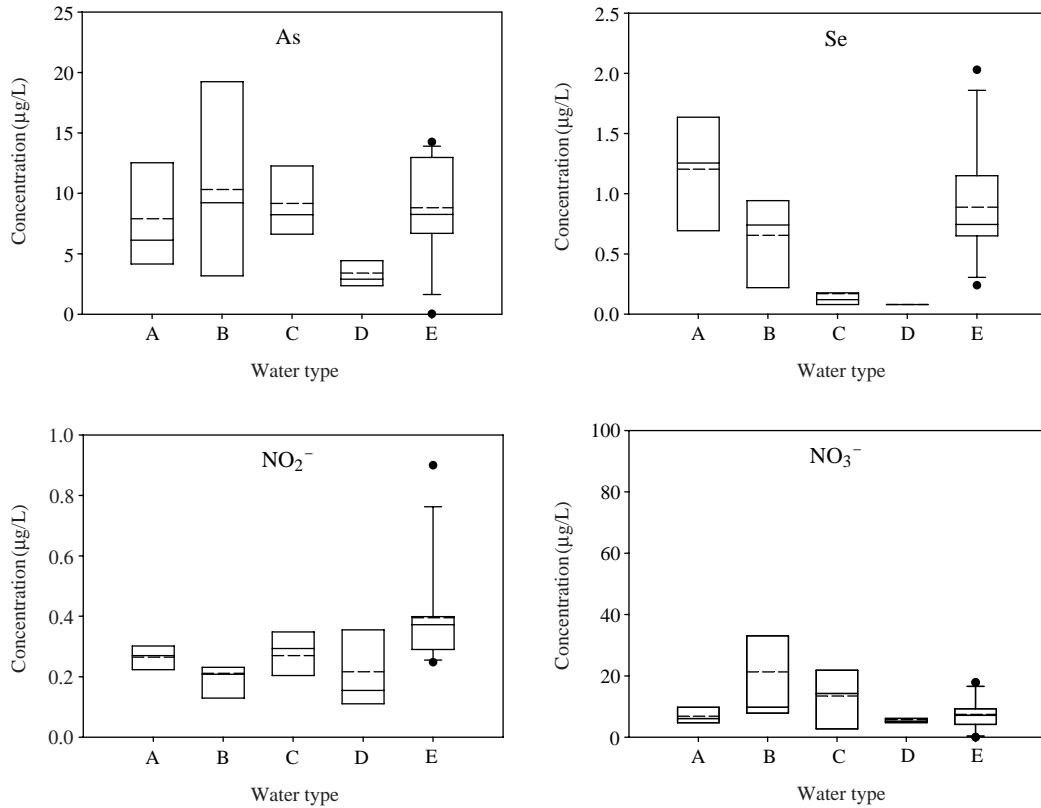 As
Concentration (µg/L)
25
20
15
10
5
0
A B C D E
Water type
Se
Concentration (µg/L)
2.5
2.0
1.5
1.0
0.5
0.0
A B C D E
Water type
NO₂⁻
Concentration (µg/L)
1.0
0.8
0.6
0.4
0.2
0.0
A B C D E
Water type
NO₃⁻
Concentration (µg/L)
100
80
60
40
20
0
A B C D E
Water type